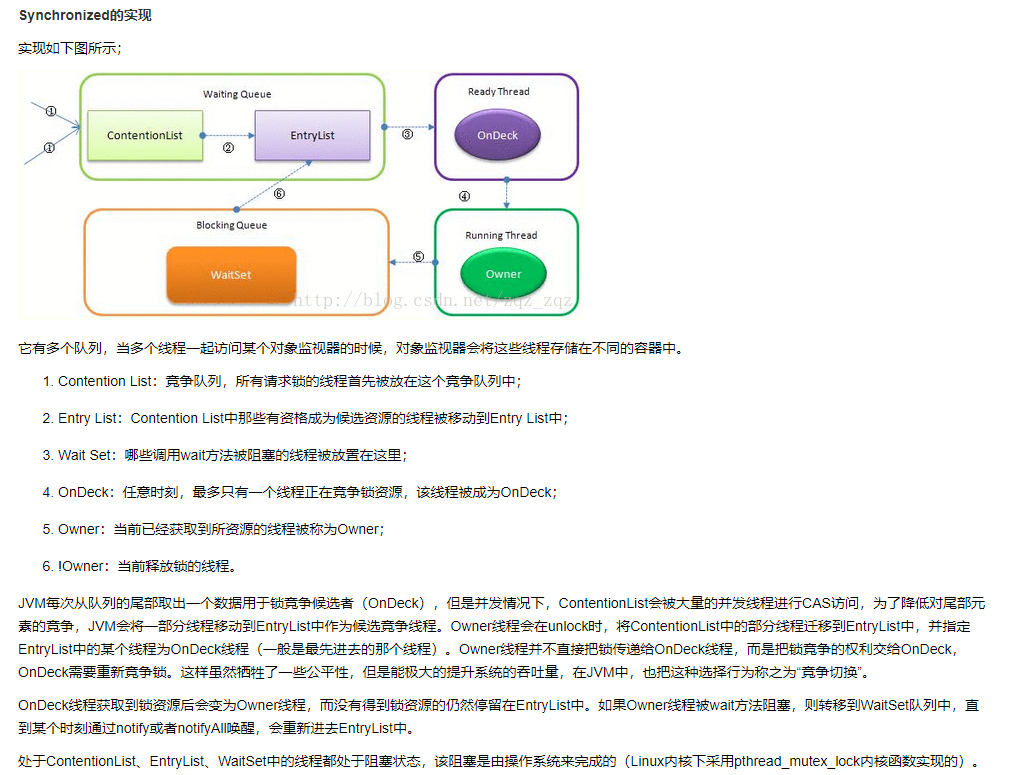 Synchronized的实现
实现如下图所示；
Waiting Queue
Ready Thread
①
ContentionList
②
EntryList
③
OnDeck
①
⑥
④
Blocking Queue
Running Thread
⑤
WaitSet
Owner
http://blog.csdn.net/zqz_zqz
它有多个队列，当多个线程一起访问某个对象监视器的时候，对象监视器会将这些线程存储在不同的容器中。
1. Contention List：竞争队列，所有请求锁的线程首先被放在这个竞争队列中；
2. Entry List：Contention List中那些有资格成为候选资源的线程被移动到Entry List中；
3. Wait Set：哪些调用wait方法被阻塞的线程被放置在这里；
4. OnDeck：任意时刻，最多只有一个线程正在竞争锁资源，该线程被成为OnDeck；
5. Owner：当前已经获取到所资源的线程被称为Owner；
6. !Owner：当前释放锁的线程。
JVM每次从队列的尾部取出一个数据用于锁竞争候选者（OnDeck），但是并发情况下，ContentionList会被大量的并发线程进行CAS访问，为了降低对尾部元
素的竞争，JVM会将一部分线程移动到EntryList中作为候选竞争线程。Owner线程会在unlock时，将ContentionList中的部分线程迁移到EntryList中，并指定
EntryList中的某个线程为OnDeck线程（一般是最先进去的那个线程）。Owner线程并不直接把锁传递给OnDeck线程，而是把锁竞争的权利交给OnDeck，
OnDeck需要重新竞争锁。这样虽然牺牲了一些公平性，但是能极大的提升系统的吞吐量，在JVM中，也把这种选择行为称之为“竞争切换”。
OnDeck线程获取到锁资源后会变为Owner线程，而没有得到锁资源的仍然停留在EntryList中。如果Owner线程被wait方法阻塞，则转移到WaitSet队列中，直
到某个时刻通过notify或者notifyAll唤醒，会重新进去EntryList中。
处于ContentionList、EntryList、WaitSet中的线程都处于阻塞状态，该阻塞是由操作系统来完成的（Linux内核下采用pthread_mutex_lock内核函数实现的）。